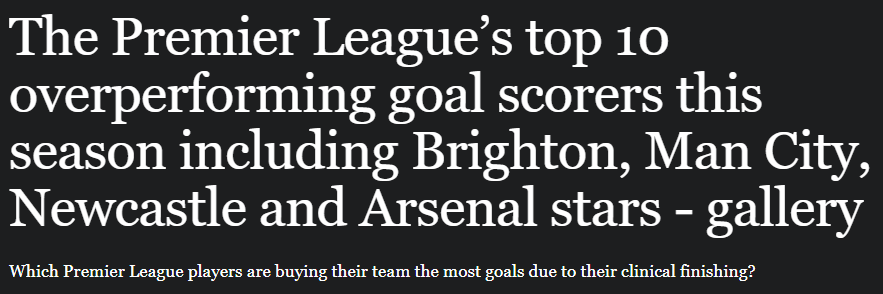 The Premier League’s top 10
overperforming goal scorers this
season including Brighton, Man City,
Newcastle and Arsenal stars - gallery
Which Premier League players are buying their team the most goals due to their clinical finishing?